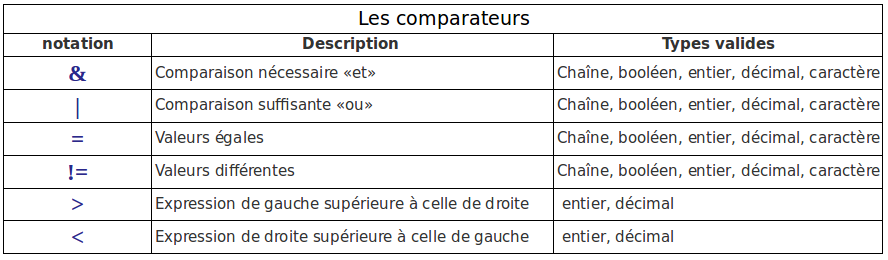 Les comparateurs
notation Description Types valides
& Comparaison nécessaire «et» Chaîne, booléen, entier, décimal, caractère
| Comparaison suffisante «ou» Chaîne, booléen, entier, décimal, caractère
= Valeurs égales Chaîne, booléen, entier, décimal, caractère
!= Valeurs différentes Chaîne, booléen, entier, décimal, caractère
> Expression de gauche supérieure à celle de droite entier, décimal
< Expression de droite supérieure à celle de gauche entier, décimal